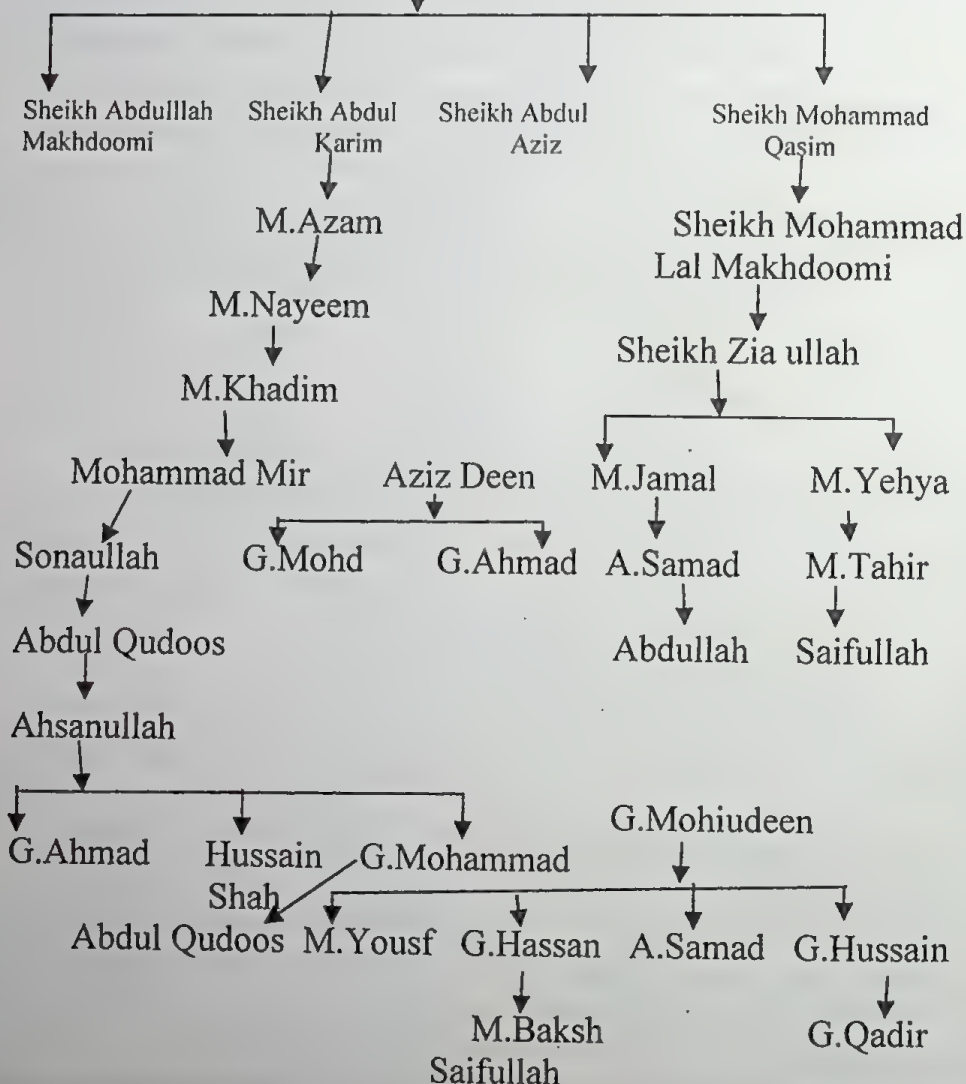 Sheikh Abdulllah Sheikh Abdul Sheikh Abdul Sheikh Mohammad
Makhdoomi Karim Aziz Qasim
M.Azam Sheikh Mohammad
Lal Makhdoomi
M.Nayeem
Sheikh Zia ullah
M.Khadim
Mohammad Mir Aziz Deen M.Jamal M.Yehya
Sonaullah G.Mohd G.Ahmad A.Samad M.Tahir
Abdul Qudoos Abdullah Saifullah
Ahsanullah
G.Mohiudeen
G.Ahmad Hussain G.Mohammad
Shah
Abdul Qudoos M.Yousf G.Hassan A.Samad G.Hussain
M.Baksh G.Qadir
Saifullah